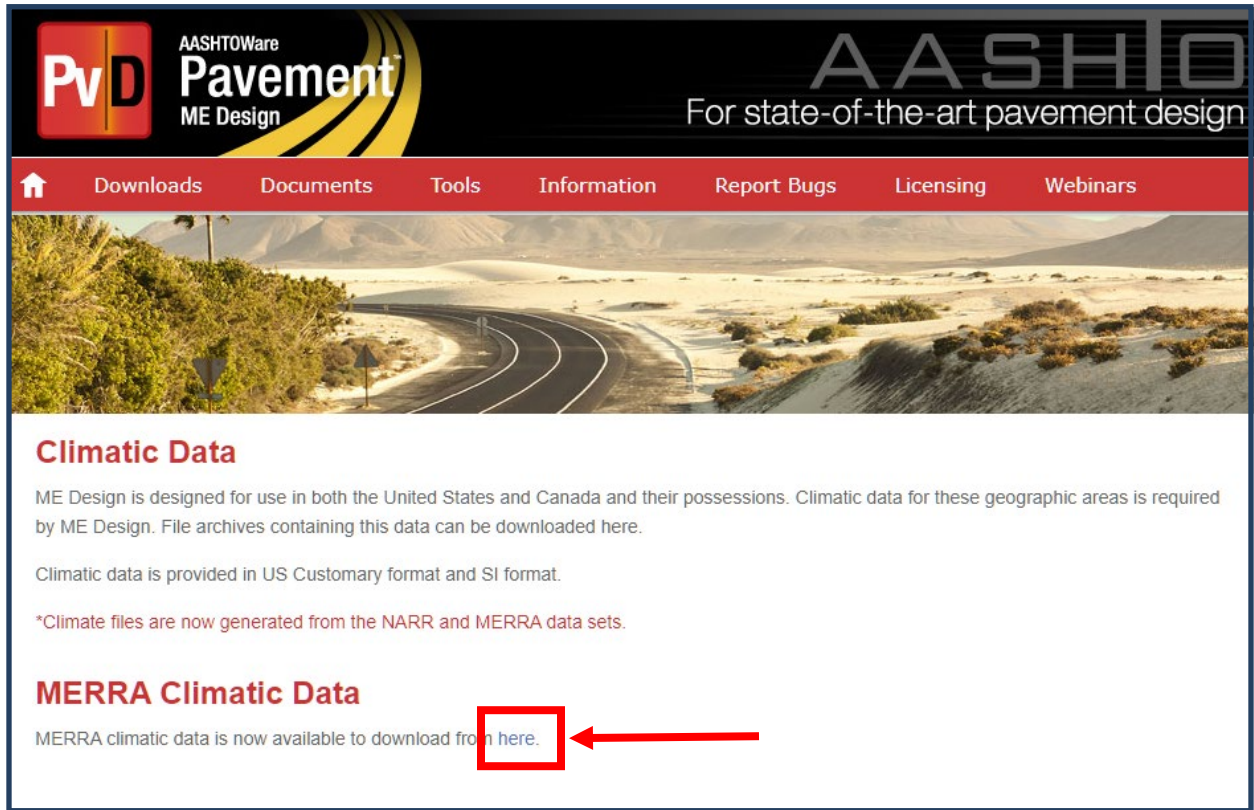 PvD
AASHTOWare
Pavement™
ME Design
AASHTO
For state-of-the-art pavement design
Downloads Documents Tools Information Report Bugs Licensing Webinars
Climatic Data
ME Design is designed for use in both the United States and Canada and their possessions. Climatic data for these geographic areas is required
by ME Design. File archives containing this data can be downloaded here.
Climatic data is provided in US Customary format and SI format.
*Climate files are now generated from the NARR and MERRA data sets.
MERRA Climatic Data
MERRA climatic data is now available to download from here.